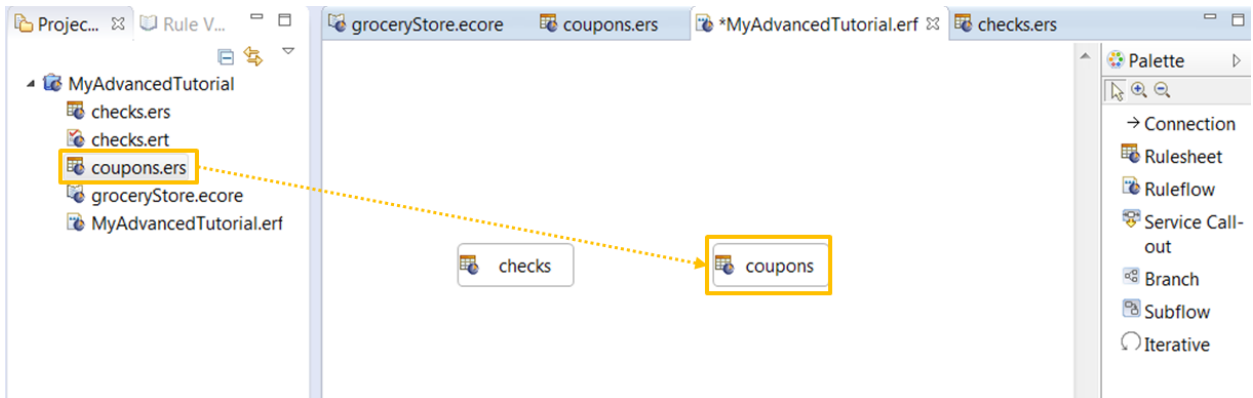 Projec...
Rule V...
MyAdvancedTutorial
checks.ers
checks.ert
coupons.ers
groceryStore.ecore
MyAdvancedTutorial.erf
groceryStore.ecore
coupons.ers
*MyAdvancedTutorial.erf
checks.ers
checks
coupons
Palette
Connection
Rulesheet
Ruleflow
Service Call-
out
Branch
Subflow
Iterative